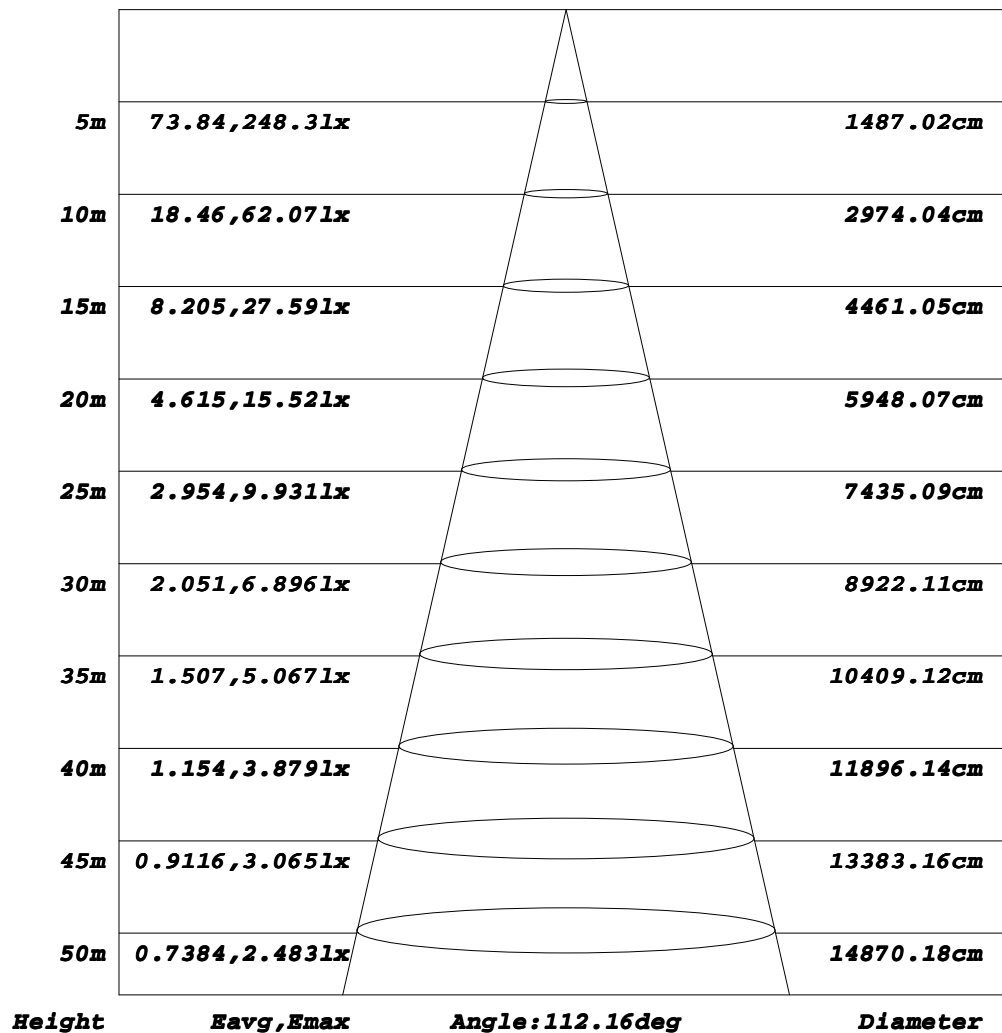 5m 73.84,248.3lx 1487.02cm
10m 18.46,62.07lx 2974.04cm
15m 8.205,27.59lx 4461.05cm
20m 4.615,15.52lx 5948.07cm
25m 2.954,9.931lx 7435.09cm
30m 2.051,6.896lx 8922.11cm
35m 1.507,5.067lx 10409.12cm
40m 1.154,3.879lx 11896.14cm
45m 0.9116,3.065lx 13383.16cm
50m 0.7384,2.483lx 14870.18cm
Height Eavg,Emax Angle:112.16deg Diameter